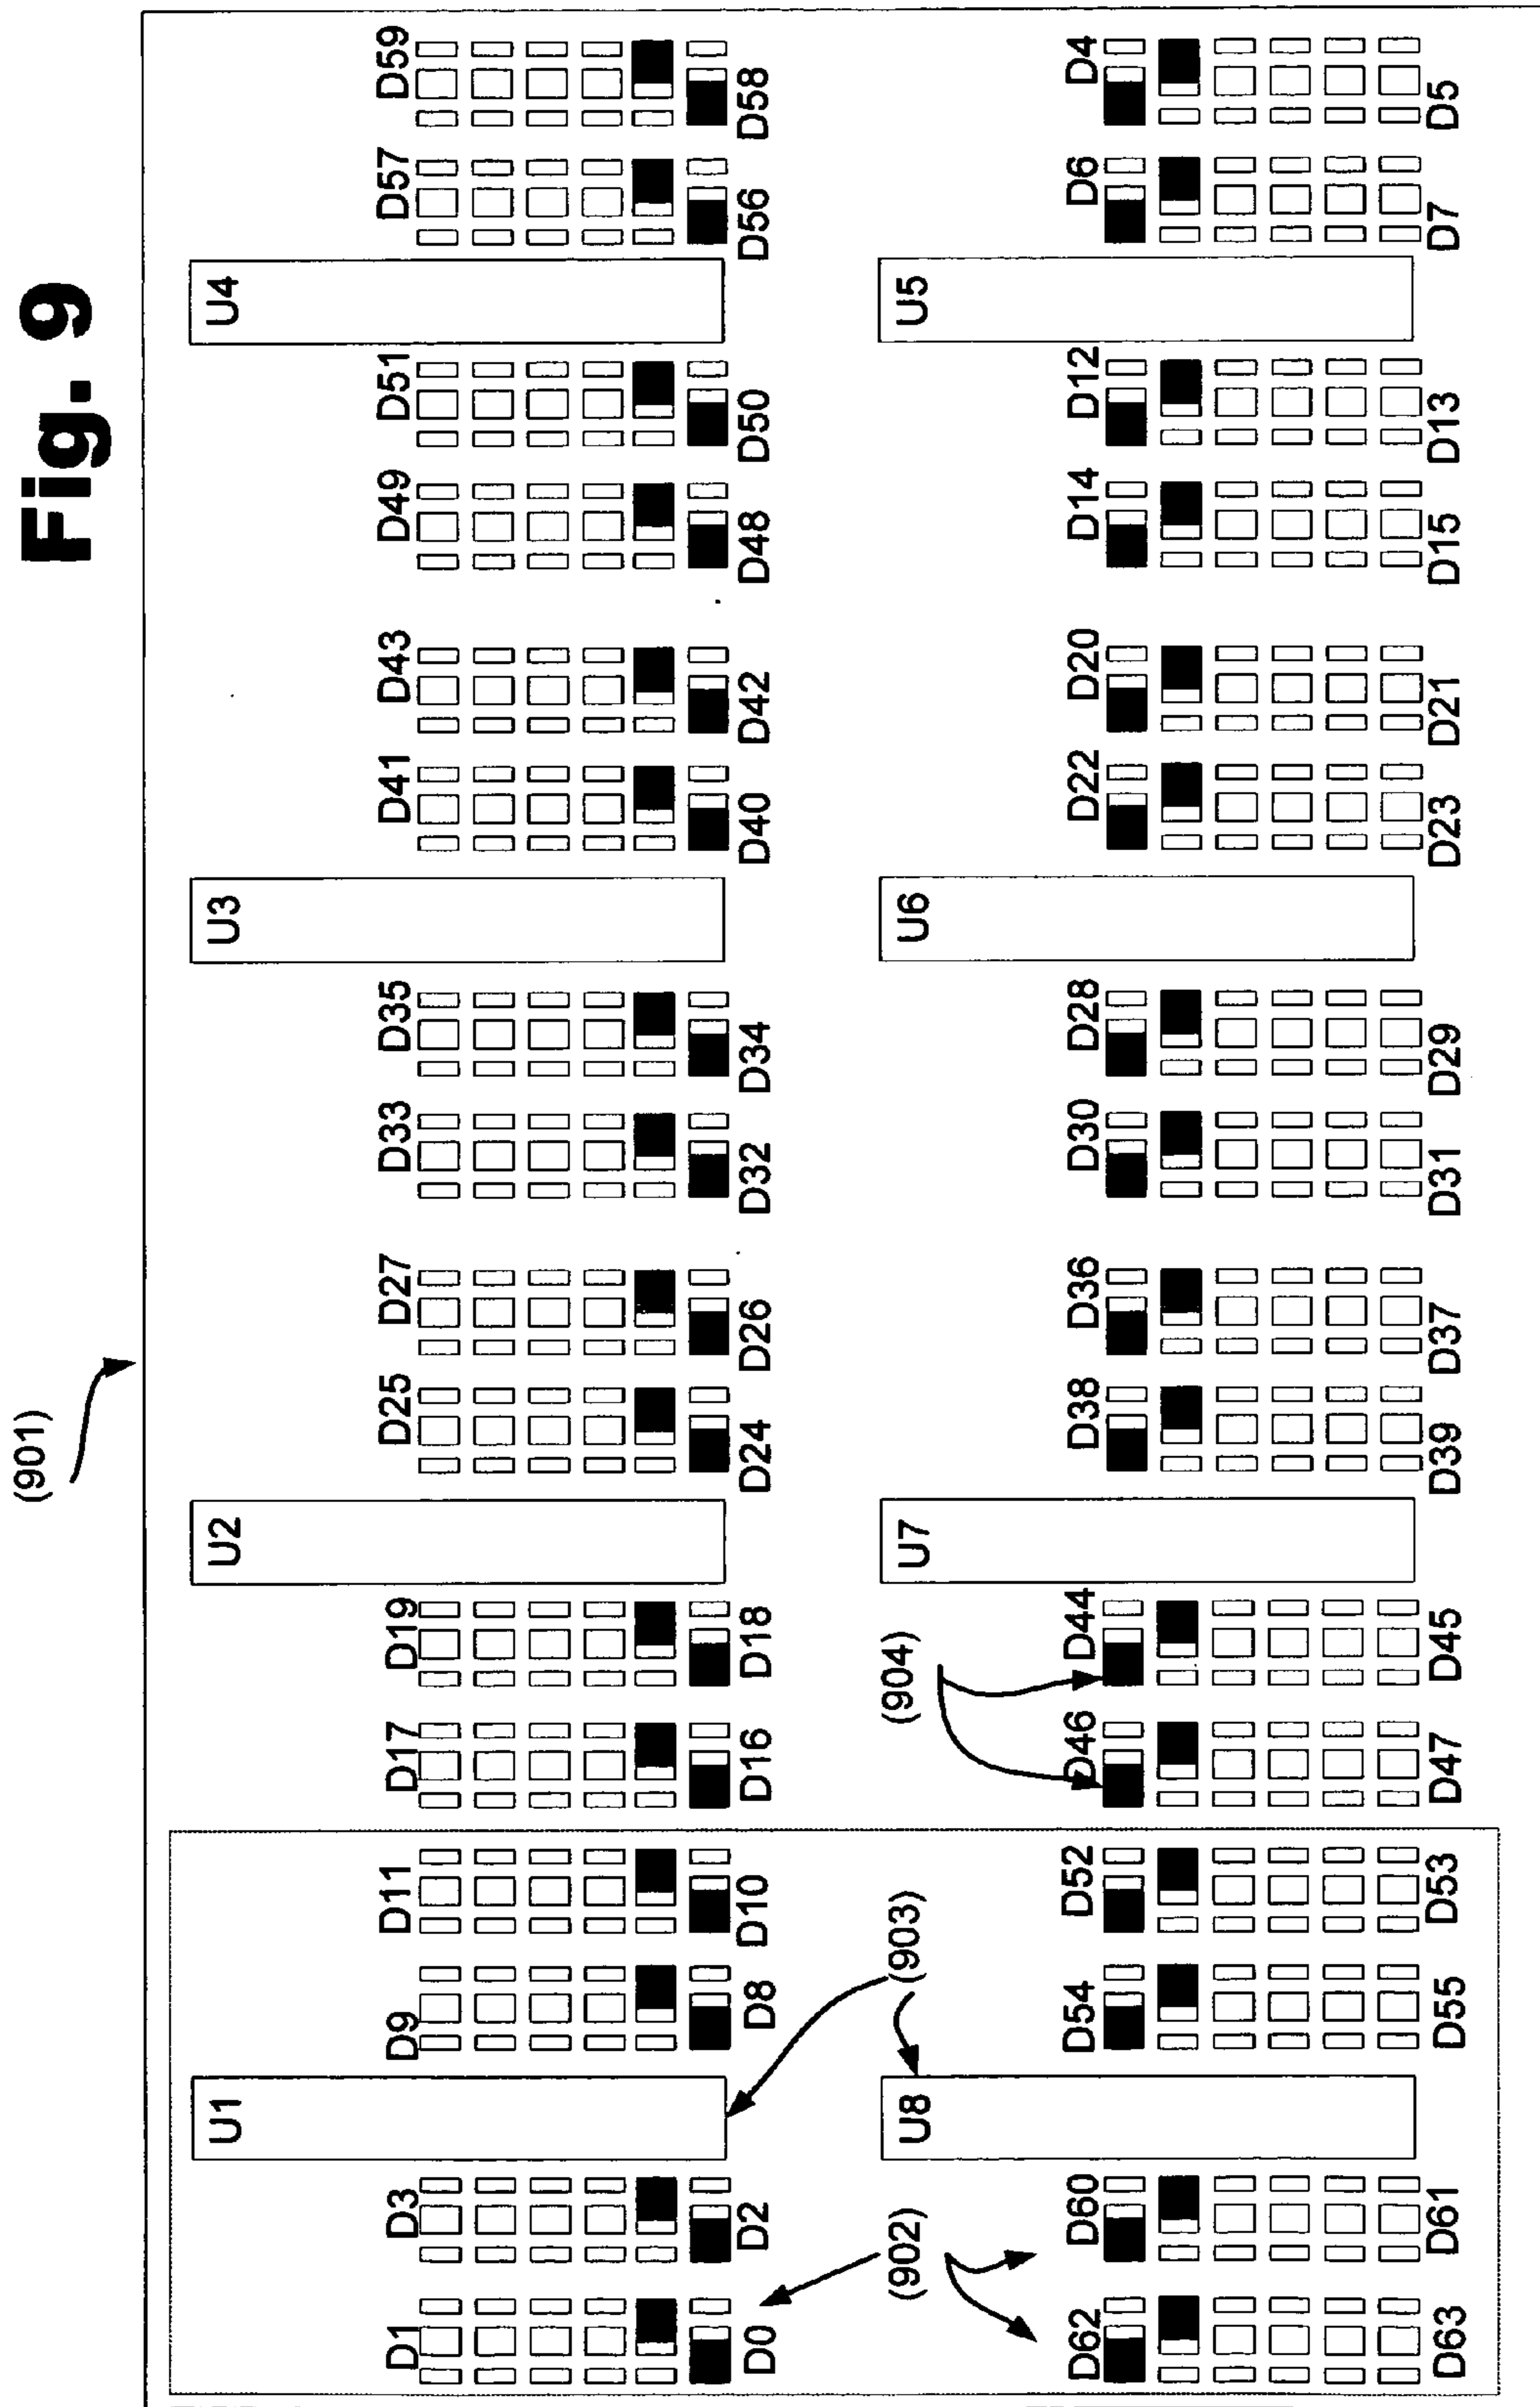 (901) Fig. 9
U1 U2 U3 U4
D1 D3 D9 D11 D17 D19 D25 D27 D33 D35 D41 D43 D49 D51 D57 D59
D0 D2 D8 D10 D16 D18 D24 D26 D32 D34 D40 D42 D48 D50 D56 D58
(902) (903) (904)
U8 U7 U6 U5
D62 D60 D54 D52 D46 D44 D38 D36 D30 D28 D22 D20 D14 D12 D6 D4
D63 D61 D55 D53 D47 D45 D39 D37 D31 D29 D23 D21 D15 D13 D7 D5